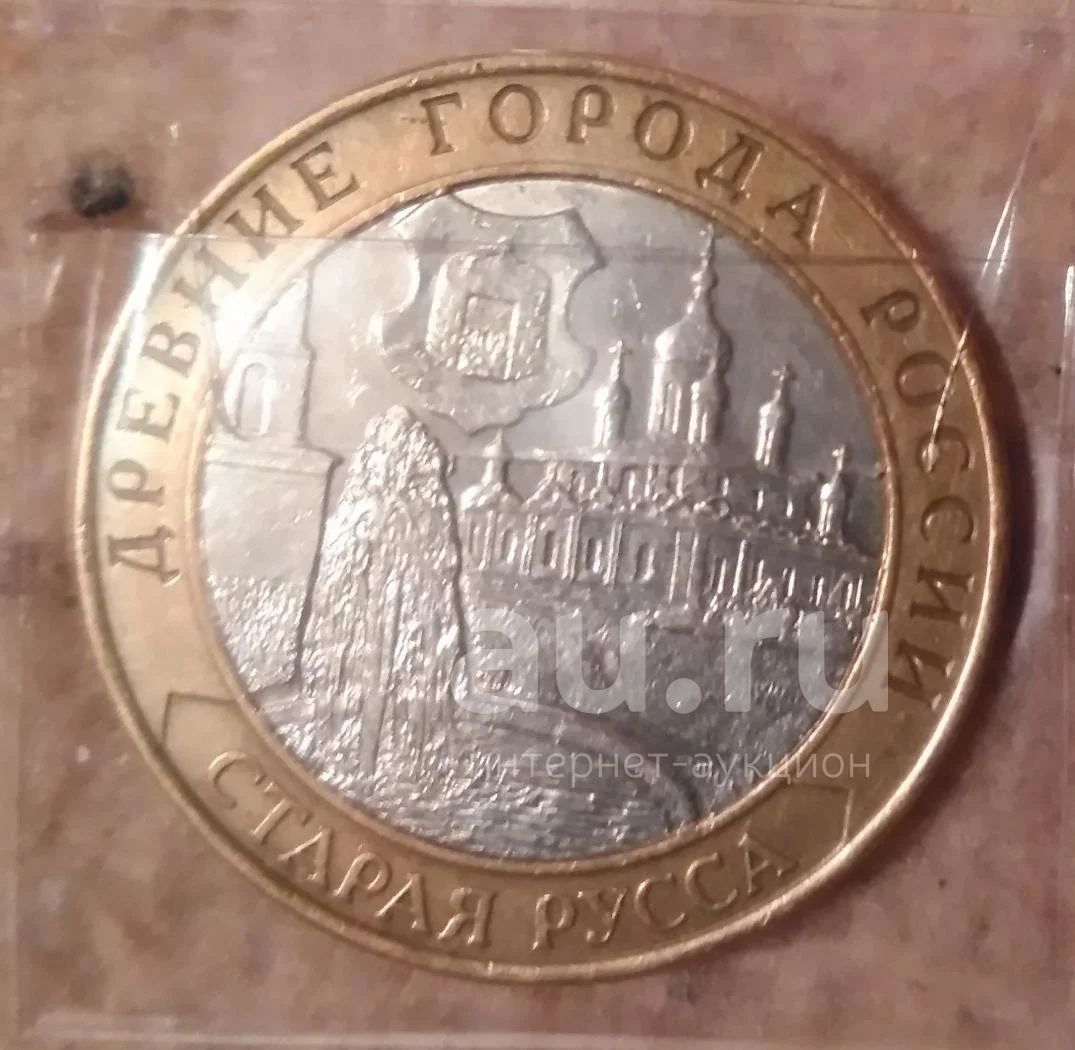 ДРЕВНИЕ ГОРОДА РОССИИ
СТАРАЯ РУССА
au.ru
интернет-аукцион